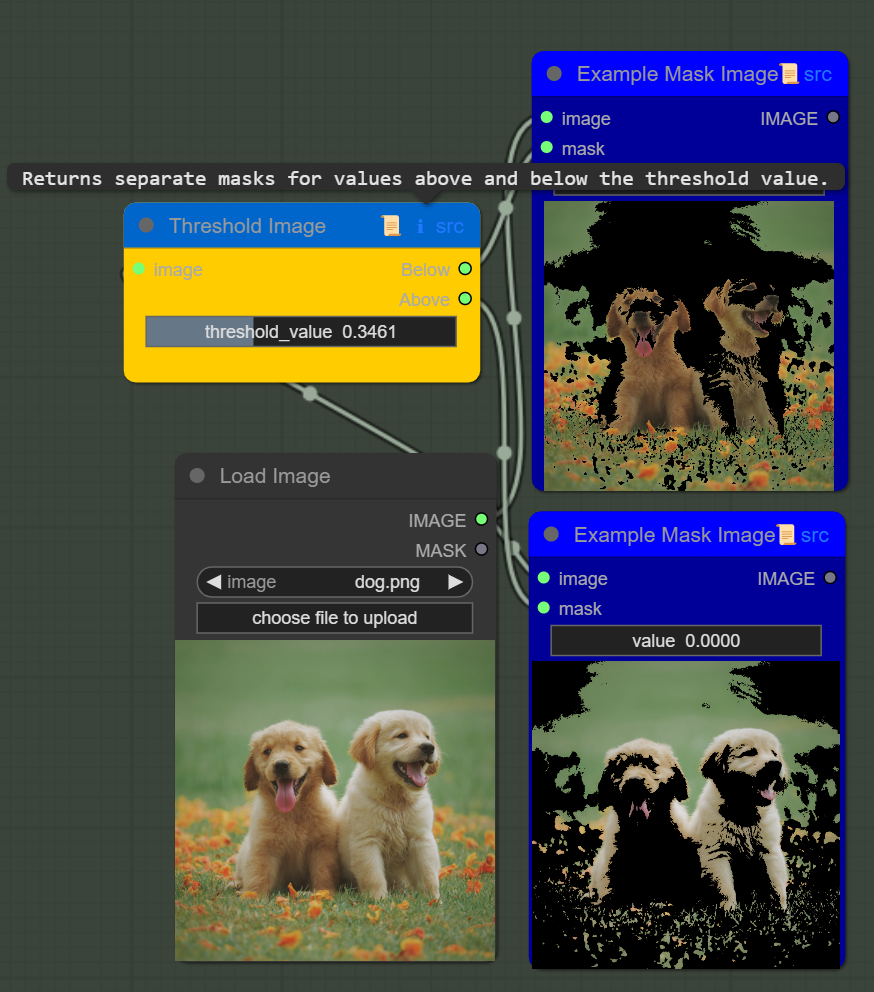 Example Mask Image📜 src
image IMAGE
mask
Returns separate masks for values above and below the threshold value.
Threshold Image 📜 ℹ src
image Below
Above
threshold_value 0.3461
Load Image
IMAGE
MASK
◀ image dog.png ▶
choose file to upload
Example Mask Image📜 src
image IMAGE
mask
value 0.0000